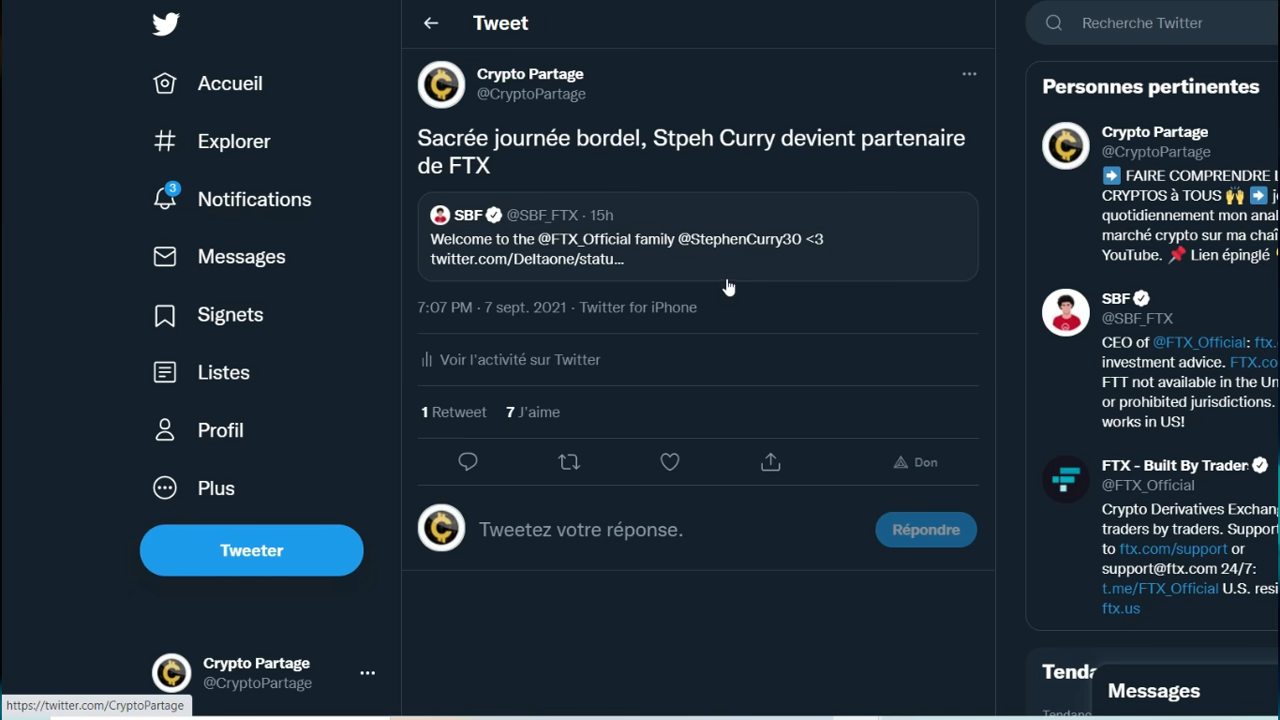 Tweet
Recherche Twitter
Accueil
Explorer
3
Notifications
Messages
Signets
Listes
Profil
Plus
Tweeter
Crypto Partage
@CryptoPartage
https://twitter.com/CryptoPartage
Crypto Partage
@CryptoPartage
Sacrée journée bordel, Stpeh Curry devient partenaire
de FTX
SBF @SBF_FTX · 15h
Welcome to the @FTX_Official family @StephenCurry30 <3
twitter.com/Deltaone/statu...
7:07 PM · 7 sept. 2021 · Twitter for iPhone
Voir l'activité sur Twitter
1 Retweet 7 J'aime
Don
Tweetez votre réponse.
Répondre
Personnes pertinentes
Crypto Partage
@CryptoPartage
➡️ FAIRE COMPRENDRE
CRYPTOS à TOUS 🙌 ➡️
quotidiennement mon
marché crypto sur ma
YouTube. 📌 Lien épinglé
SBF
@SBF_FTX
CEO of @FTX_Official:
investment advice.
FTT not available in the
or prohibited jurisdictions.
works in US!
FTX - Built By
@FTX_Official
Crypto Derivatives
traders by traders.
to ftx.com/support or
support@ftx.com 24/7:
t.me/FTX_Official U.S.
ftx.us
Messages